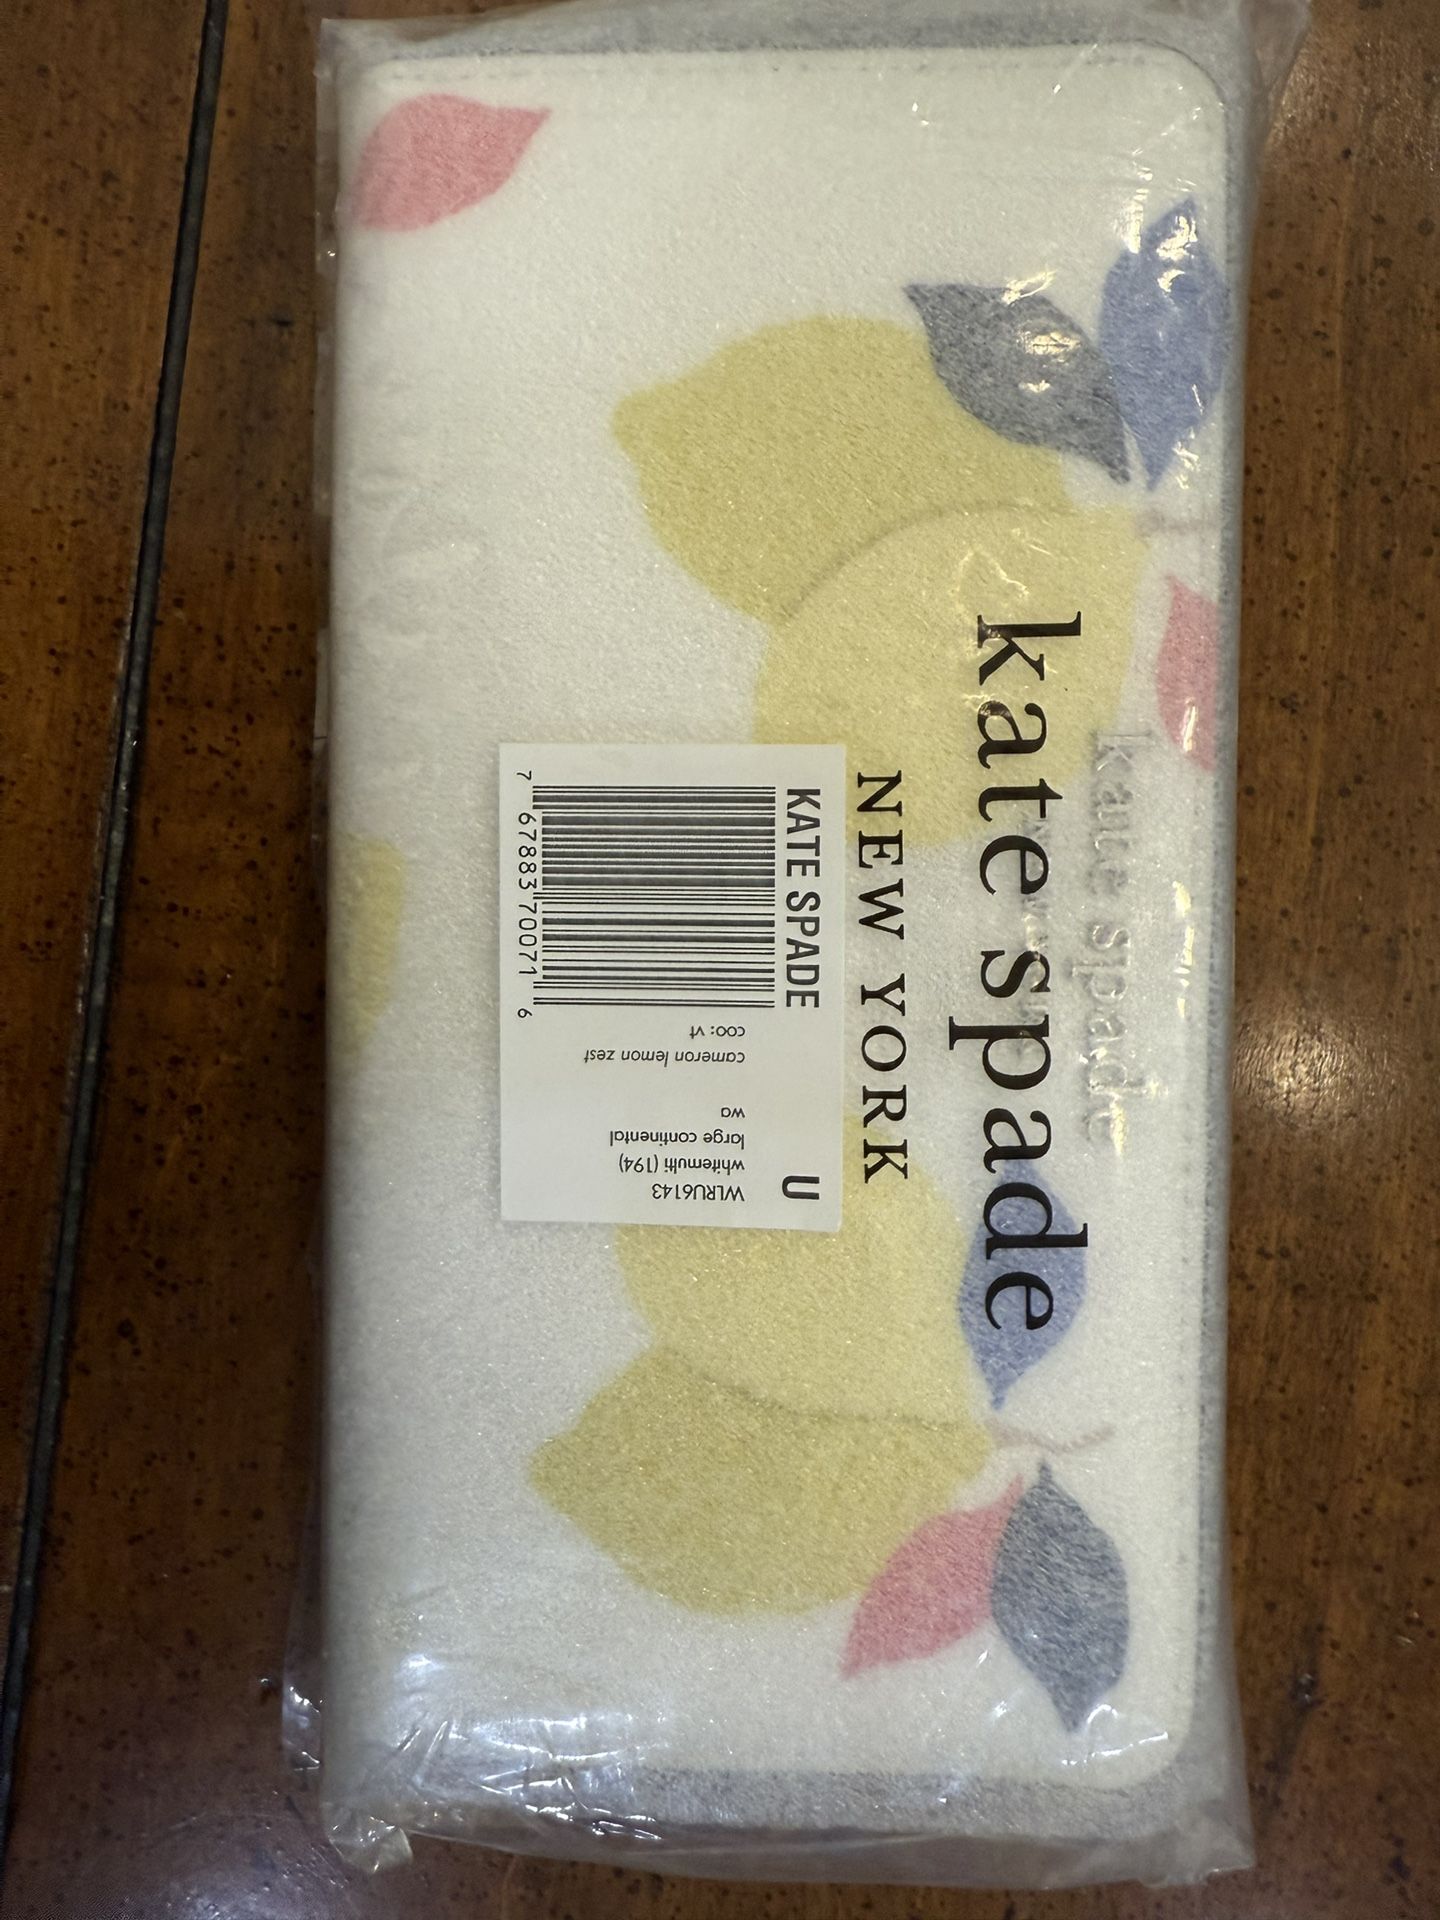 kate spade
NEW YORK
kate spade
KATE SPADE
U
7 67883 70071 6
WLRU6143
whitemulti (194)
large continental
wa
cameron lemon zest
coo: vt